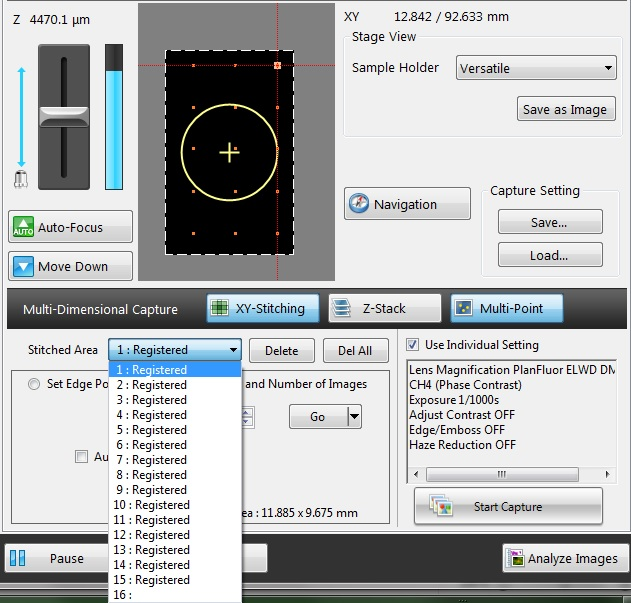 Z 4470.1 µm
XY 12.842 / 92.633 mm
Stage View
Sample Holder Versatile
Save as Image
Navigation
Capture Setting
Save...
Load...
AUTO Auto-Focus
Move Down
Multi-Dimensional Capture XY-Stitching Z-Stack Multi-Point
Stitched Area 1 : Registered Delete Del All
1 : Registered
2 : Registered
3 : Registered
4 : Registered
5 : Registered
6 : Registered
7 : Registered
8 : Registered
9 : Registered
10 : Registered
11 : Registered
12 : Registered
13 : Registered
14 : Registered
15 : Registered
16 :
Set Edge Po
and Number of Images
Go
Au
ea : 11.885 x 9.675 mm
Use Individual Setting
Lens Magnification PlanFluor ELWD DM
CH4 (Phase Contrast)
Exposure 1/1000s
Adjust Contrast OFF
Edge/Emboss OFF
Haze Reduction OFF
Start Capture
Pause
Analyze Images